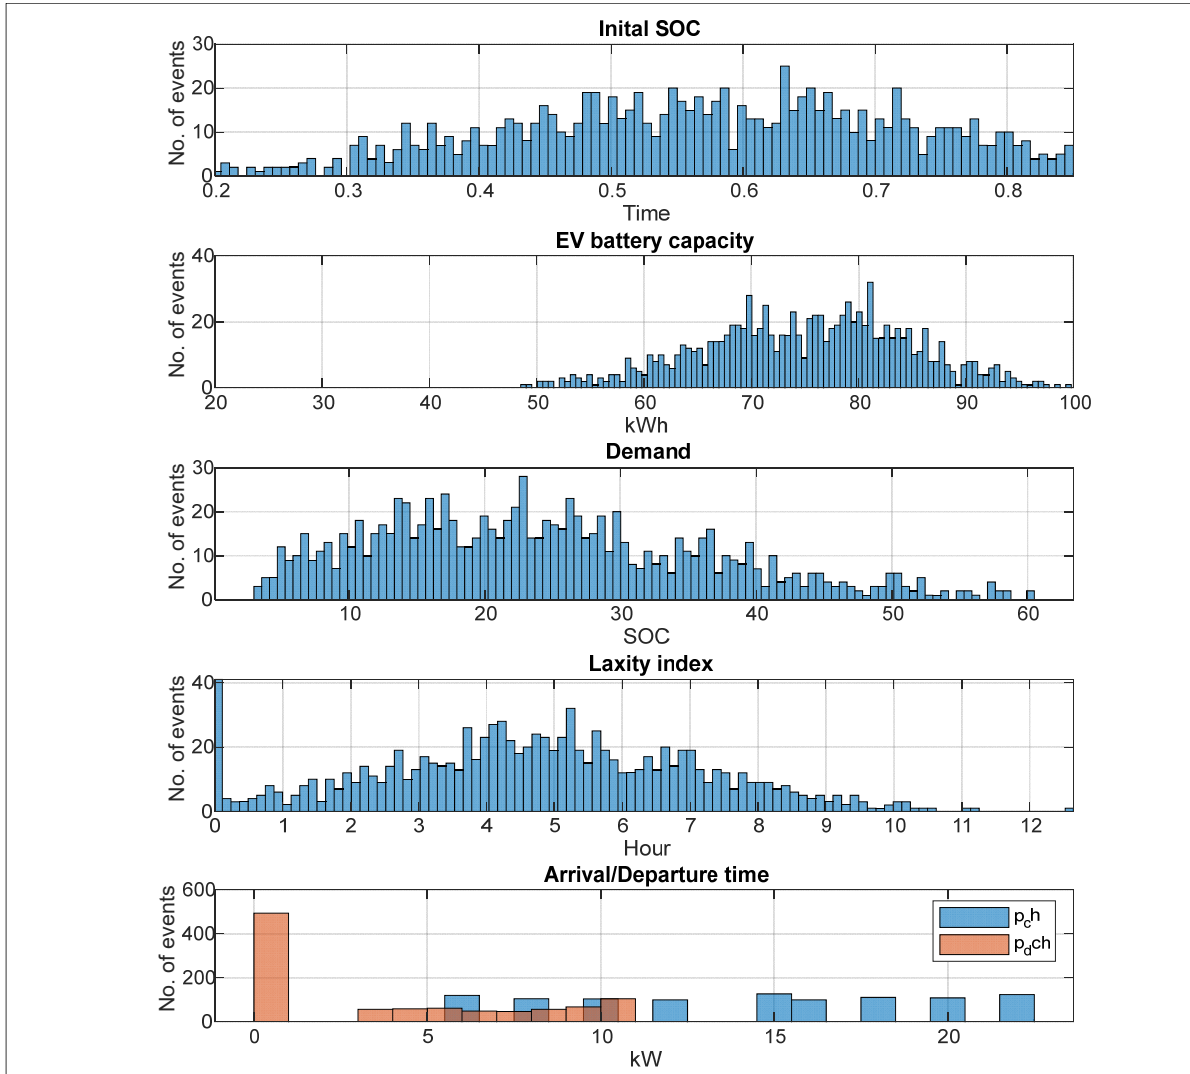 Inital SOC
No. of events
30
20
10
0
0.2 0.3 0.4 0.5 0.6 0.7 0.8
Time
EV battery capacity
No. of events
40
20
0
20 30 40 50 60 70 80 90 100
kWh
Demand
No. of events
30
20
10
0
10 20 30 40 50 60
SOC
Laxity index
No. of events
40
20
0
0 1 2 3 4 5 6 7 8 9 10 11 12
Hour
Arrival/Departure time
No. of events
600
400
200
0
p_ch
p_dch
0 5 10 15 20
kW